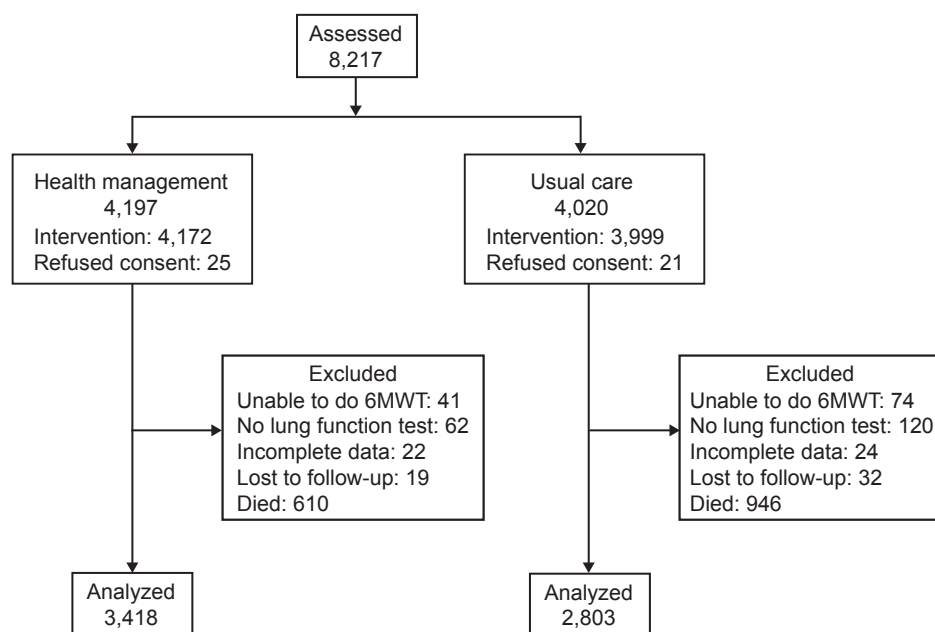 Assessed
8,217
Health management
4,197
Intervention: 4,172
Refused consent: 25
Usual care
4,020
Intervention: 3,999
Refused consent: 21
Excluded
Unable to do 6MWT: 41
No lung function test: 62
Incomplete data: 22
Lost to follow-up: 19
Died: 610
Excluded
Unable to do 6MWT: 74
No lung function test: 120
Incomplete data: 24
Lost to follow-up: 32
Died: 946
Analyzed
3,418
Analyzed
2,803